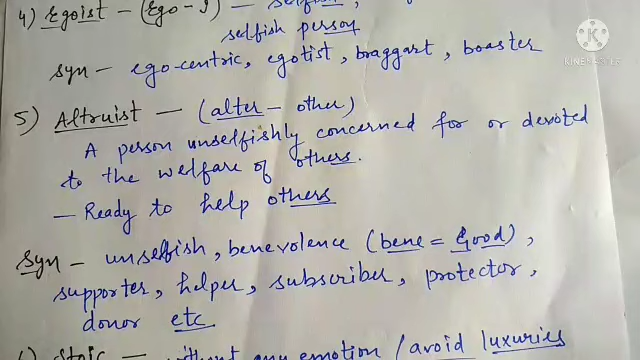 4) Egoist - (Ego - I) - selfish,
selfish person
Syn - ego-centric, egotist, braggart, boaster
5) Altruist - (alter - other)
A person unselfishly concerned for or devoted
to the welfare of others.
- Ready to help others
Syn - unselfish, benevolence (bene = Good),
supporter, helper, subscriber, protector,
donor etc
6) Stoic - without any emotion / avoid luxuries
K
KINEMASTER